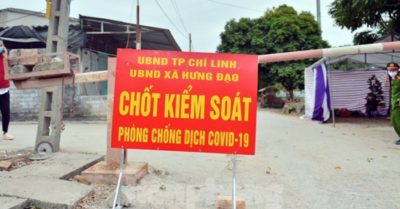 UBND TP CHÍ LINH
UBND XÃ HƯNG ĐẠO
CHỐT KIỂM SOÁT
PHÒNG CHỐNG DỊCH COVID-19